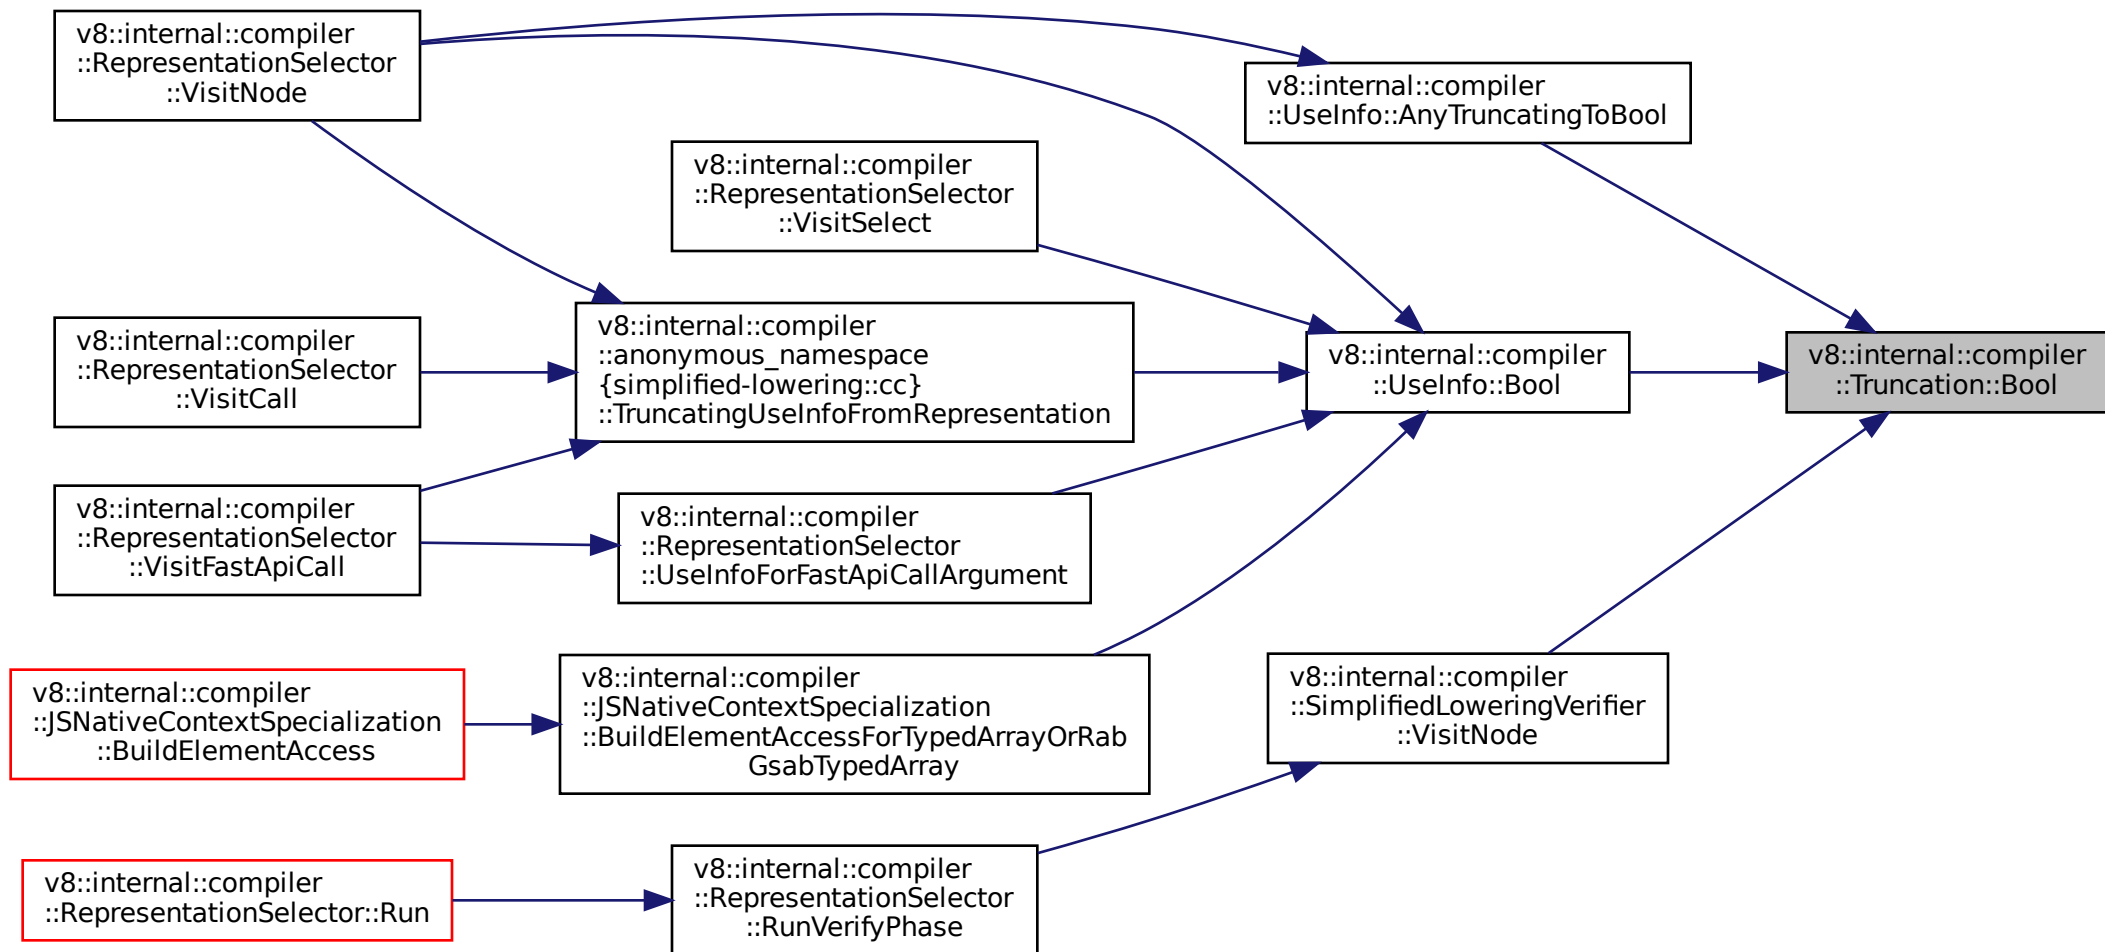 v8::internal::compiler
::RepresentationSelector
::VisitNode
v8::internal::compiler
::UseInfo::AnyTruncatingToBool
v8::internal::compiler
::RepresentationSelector
::VisitSelect
v8::internal::compiler
::RepresentationSelector
::VisitCall
v8::internal::compiler
::anonymous_namespace
{simplified-lowering::cc}
::TruncatingUseInfoFromRepresentation
v8::internal::compiler
::UseInfo::Bool
v8::internal::compiler
::Truncation::Bool
v8::internal::compiler
::RepresentationSelector
::VisitFastApiCall
v8::internal::compiler
::RepresentationSelector
::UseInfoForFastApiCallArgument
v8::internal::compiler
::JSNativeContextSpecialization
::BuildElementAccess
v8::internal::compiler
::JSNativeContextSpecialization
::BuildElementAccessForTypedArrayOrRab
GsabTypedArray
v8::internal::compiler
::SimplifiedLoweringVerifier
::VisitNode
v8::internal::compiler
::RepresentationSelector::Run
v8::internal::compiler
::RepresentationSelector
::RunVerifyPhase